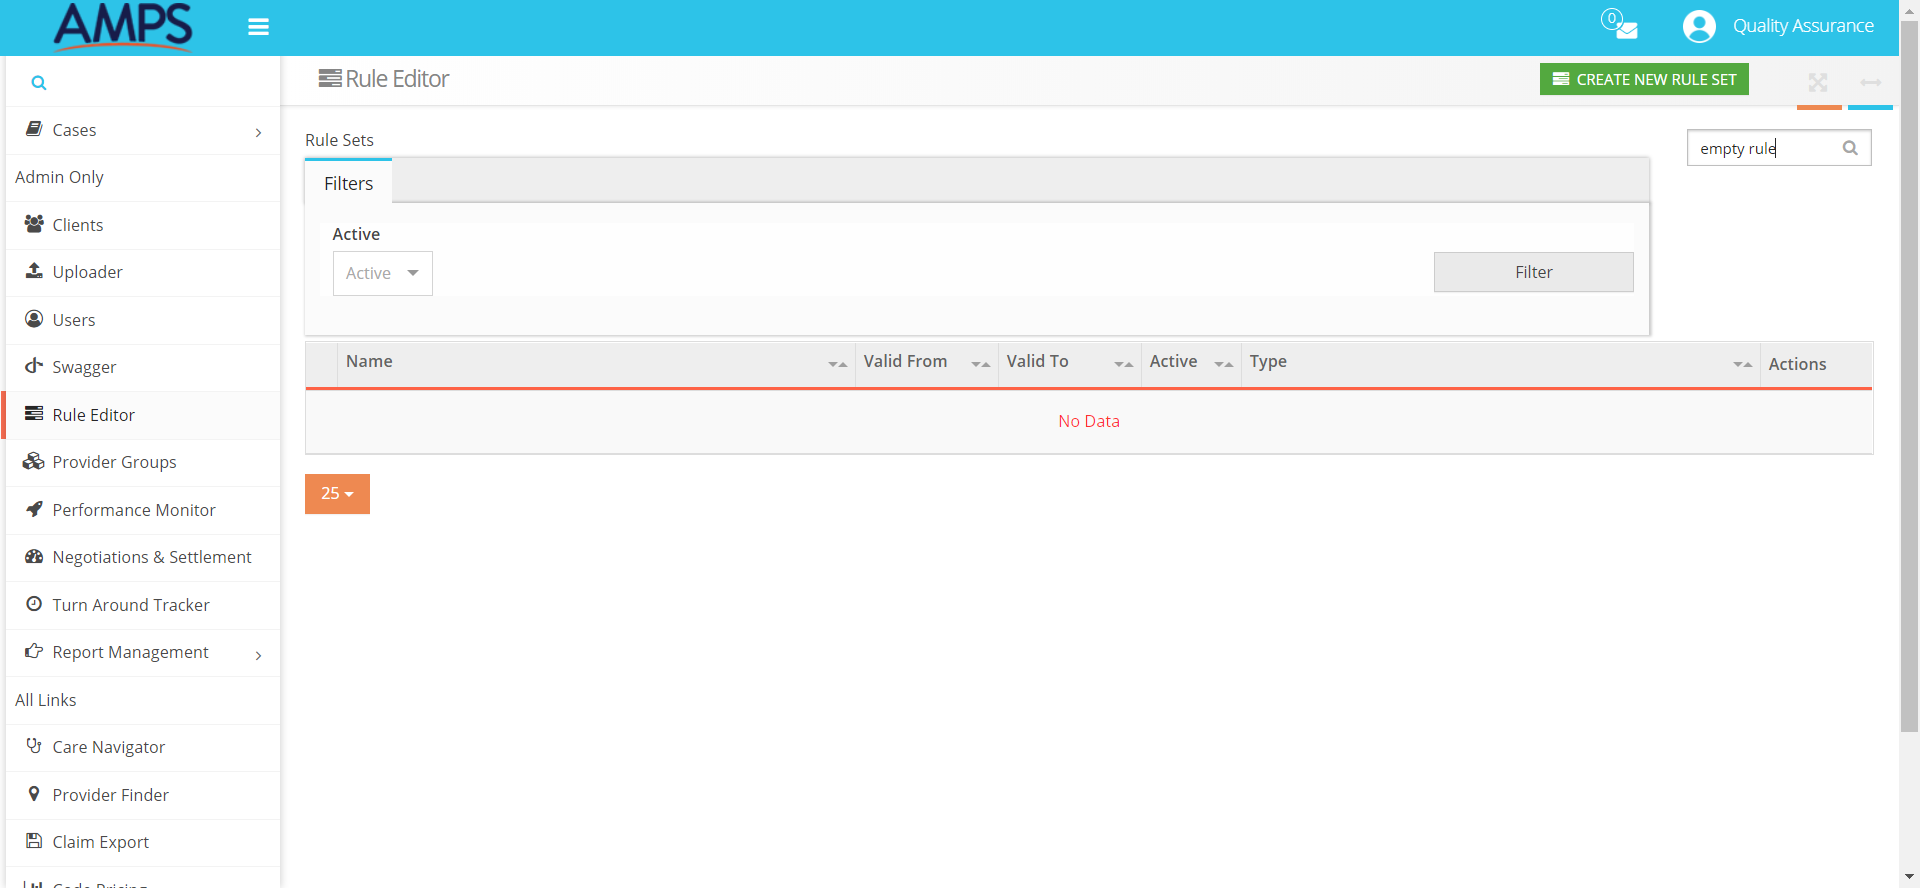 AMPS
0
Quality Assurance
Rule Editor
CREATE NEW RULE SET
Cases
Admin Only
Clients
Uploader
Users
Swagger
Rule Editor
Provider Groups
Performance Monitor
Negotiations & Settlement
Turn Around Tracker
Report Management
All Links
Care Navigator
Provider Finder
Claim Export
Code Pricing
Rule Sets
empty rule
Filters
Active
Active
Filter
Name
Valid From
Valid To
Active
Type
Actions
No Data
25